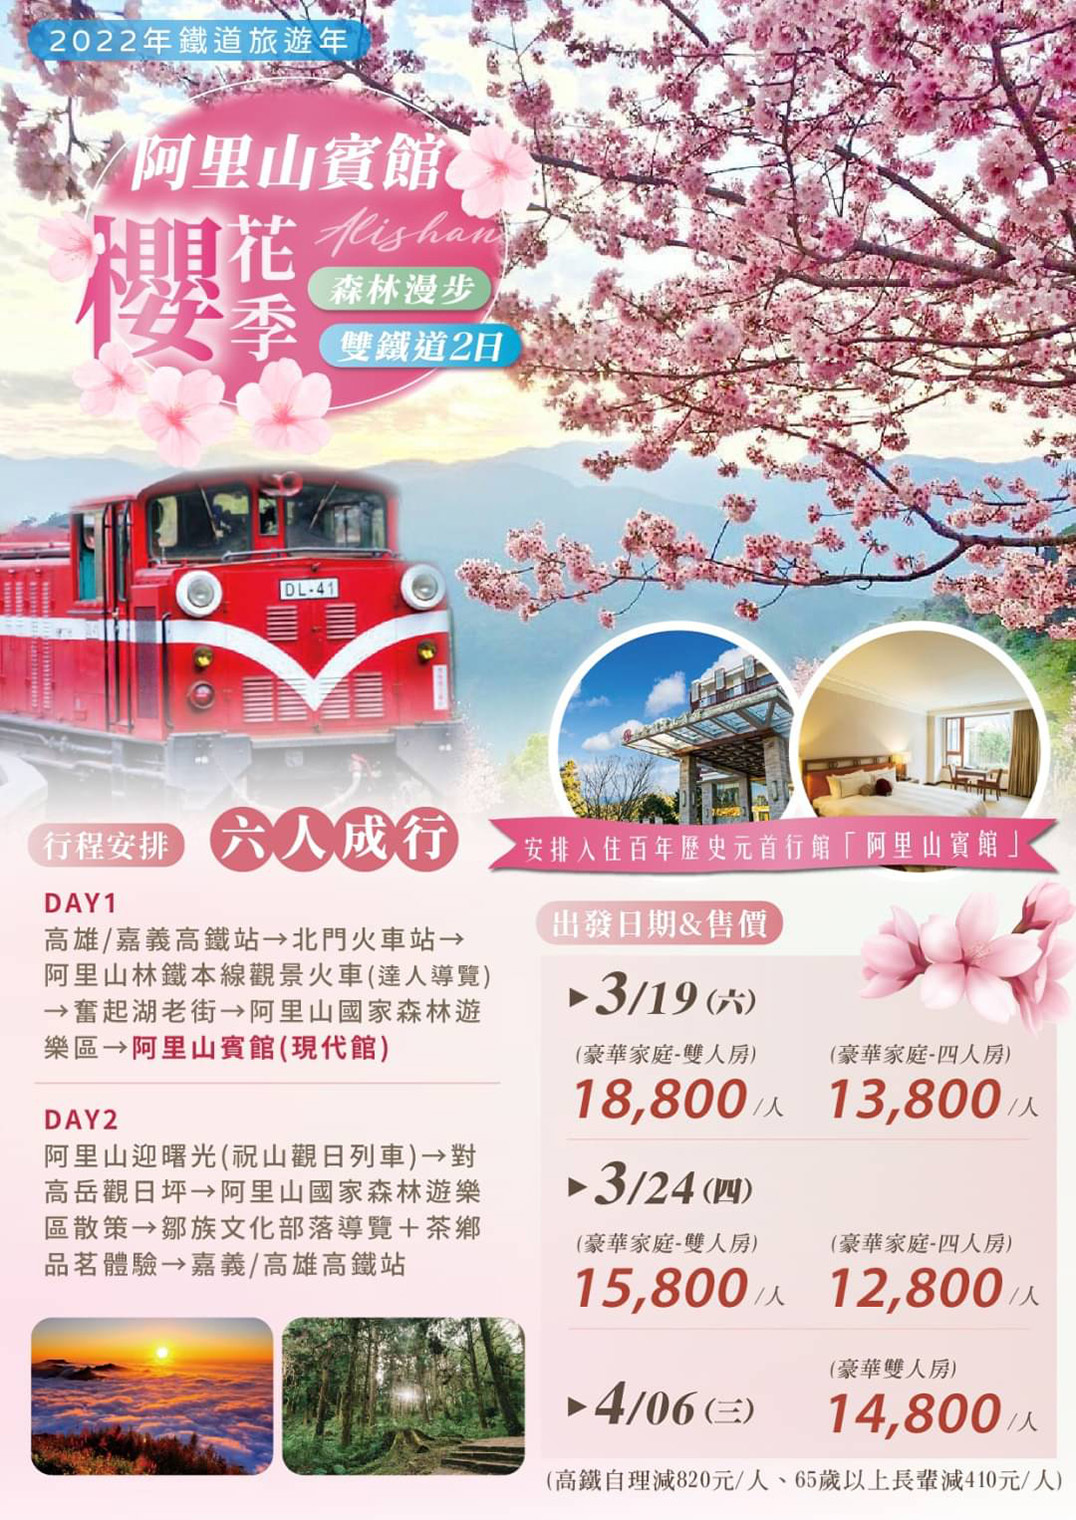 2022年鐵道旅遊年
阿里山賓館
櫻花季
Alishan
森林漫步
雙鐵道2日
DL-41
行程安排
六人成行
安排入住百年歷史元首行館「阿里山賓館」
DAY1
高雄/嘉義高鐵站→北門火車站→
阿里山林鐵本線觀景火車(達人導覽)
→奮起湖老街→阿里山國家森林遊
樂區→阿里山賓館(現代館)
DAY2
阿里山迎曙光(祝山觀日列車)→對
高岳觀日坪→阿里山國家森林遊樂
區散策→鄒族文化部落導覽＋茶鄉
品茗體驗→嘉義/高雄高鐵站
出發日期&售價
▶3/19(六)
(豪華家庭-雙人房) (豪華家庭-四人房)
18,800/人 13,800/人
▶3/24(四)
(豪華家庭-雙人房) (豪華家庭-四人房)
15,800/人 12,800/人
(豪華雙人房)
▶4/06(三) 14,800/人
(高鐵自理減820元/人、65歲以上長輩減410元/人)